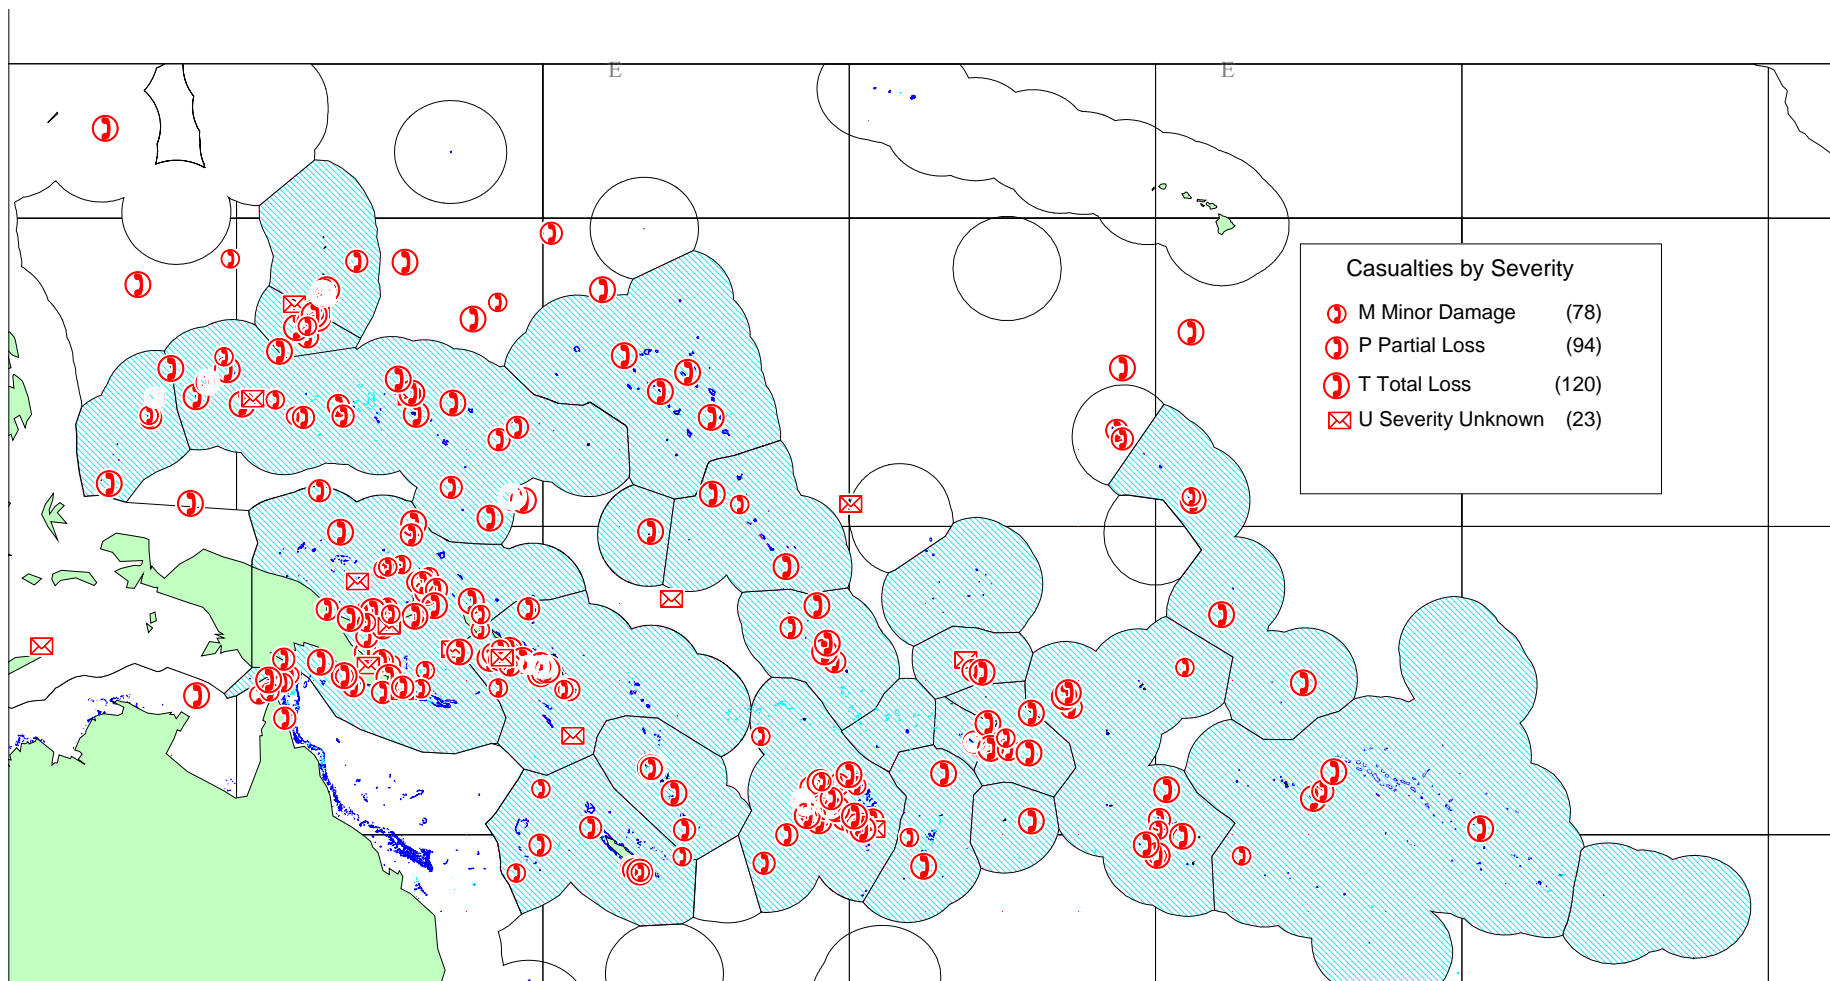 E E
Casualties by Severity
M Minor Damage (78)
P Partial Loss (94)
T Total Loss (120)
U Severity Unknown (23)